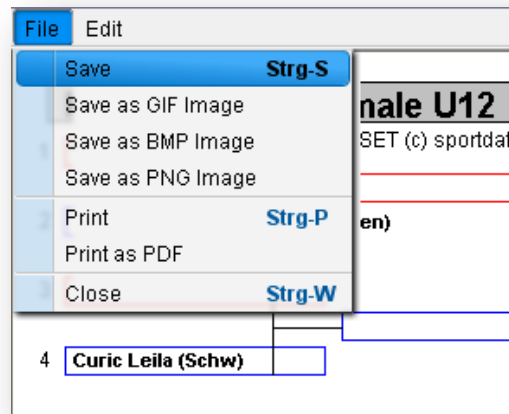 File Edit
Save Strg-S
Save as GIF Image
Save as BMP Image
Save as PNG Image
Print Strg-P
Print as PDF
Close Strg-W
male U12
SET (c) sportdat
en)
4 Curic Leila (Schw)